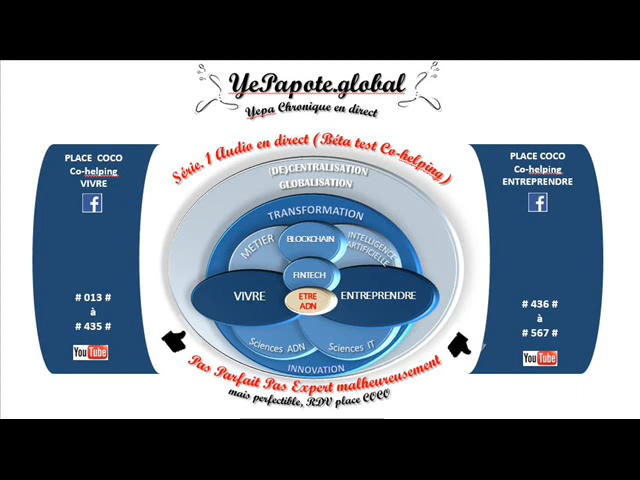 YePapote.global
Yepa Chronique en direct
Série, 1 Audio en direct (Béta test Co-helping)
PLACE COCO
Co-helping
VIVRE
f
# 013 #
à
# 435 #
YouTube
(DE)CENTRALISATION
GLOBALISATION
TRANSFORMATION
METIER
BLOCKCHAIN
INTELLIGENCE
ARTIFICIELLE
FINTECH
VIVRE
ETRE
ADN
ENTREPRENDRE
Sciences ADN
Sciences IT
INNOVATION
Pas Parfait Pas Expert malheureusement
mais perfectible, RDV place COCO
PLACE COCO
Co-helping
ENTREPRENDRE
f
# 436 #
à
# 567 #
YouTube